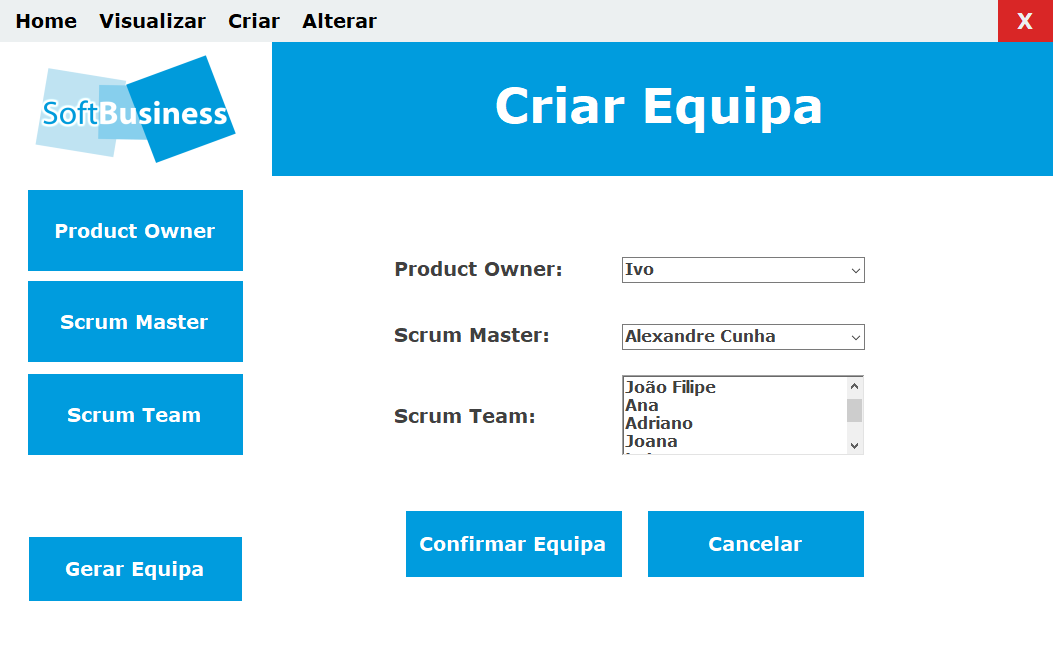 Home Visualizar Criar Alterar X
SoftBusiness
Criar Equipa
Product Owner
Scrum Master
Scrum Team
Gerar Equipa
Product Owner: Ivo
Scrum Master: Alexandre Cunha
Scrum Team:
João Filipe
Ana
Adriano
Joana
Confirmar Equipa Cancelar